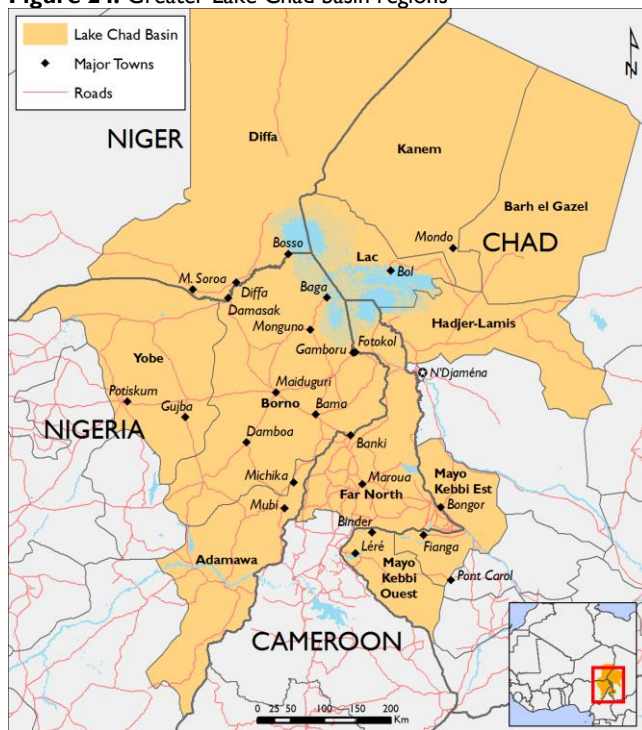 Figure 24. Greater Lake Chad Basin regions
Lake Chad Basin
Major Towns
Roads
N
NIGER
Diffa
Kanem
Barh el Gazel
Mondo
CHAD
Lac
Bosso
Bol
M. Soroa
Diffa
Damasak
Baga
Hadjer-Lamis
Monguno
Yobe
Gamboru
Fotokol
N'Djaména
Maiduguri
Potiskum
Borno
Bama
Gujba
NIGERIA
Damboa
Banki
Michika
Maroua
Mayo
Kebbi Est
Far North
Mubi
Bongor
Binder
Fianga
Léré
Adamawa
Mayo
Kebbi
Ouest
Pont Carol
CAMEROON
0 25 50 100 150 200
Km